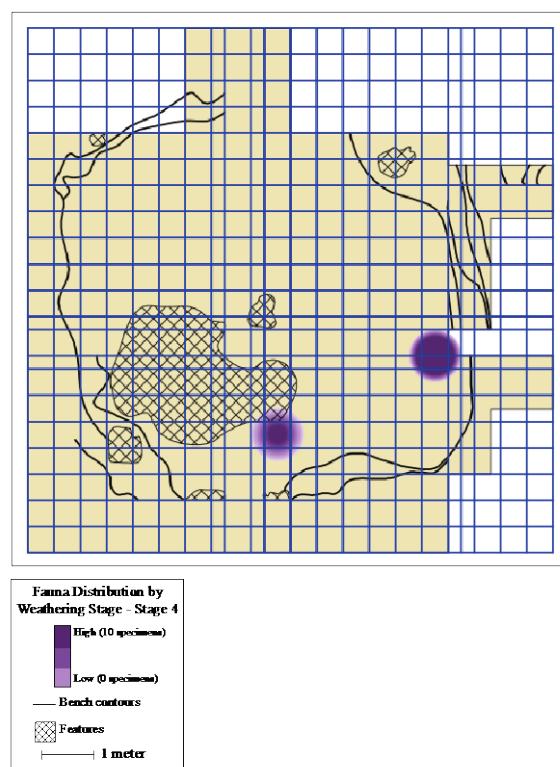 Fauna Distribution by
Weathering Stage - Stage 4
High (10 specimens)
Low (0 specimens)
Bench contours
Features
1 meter